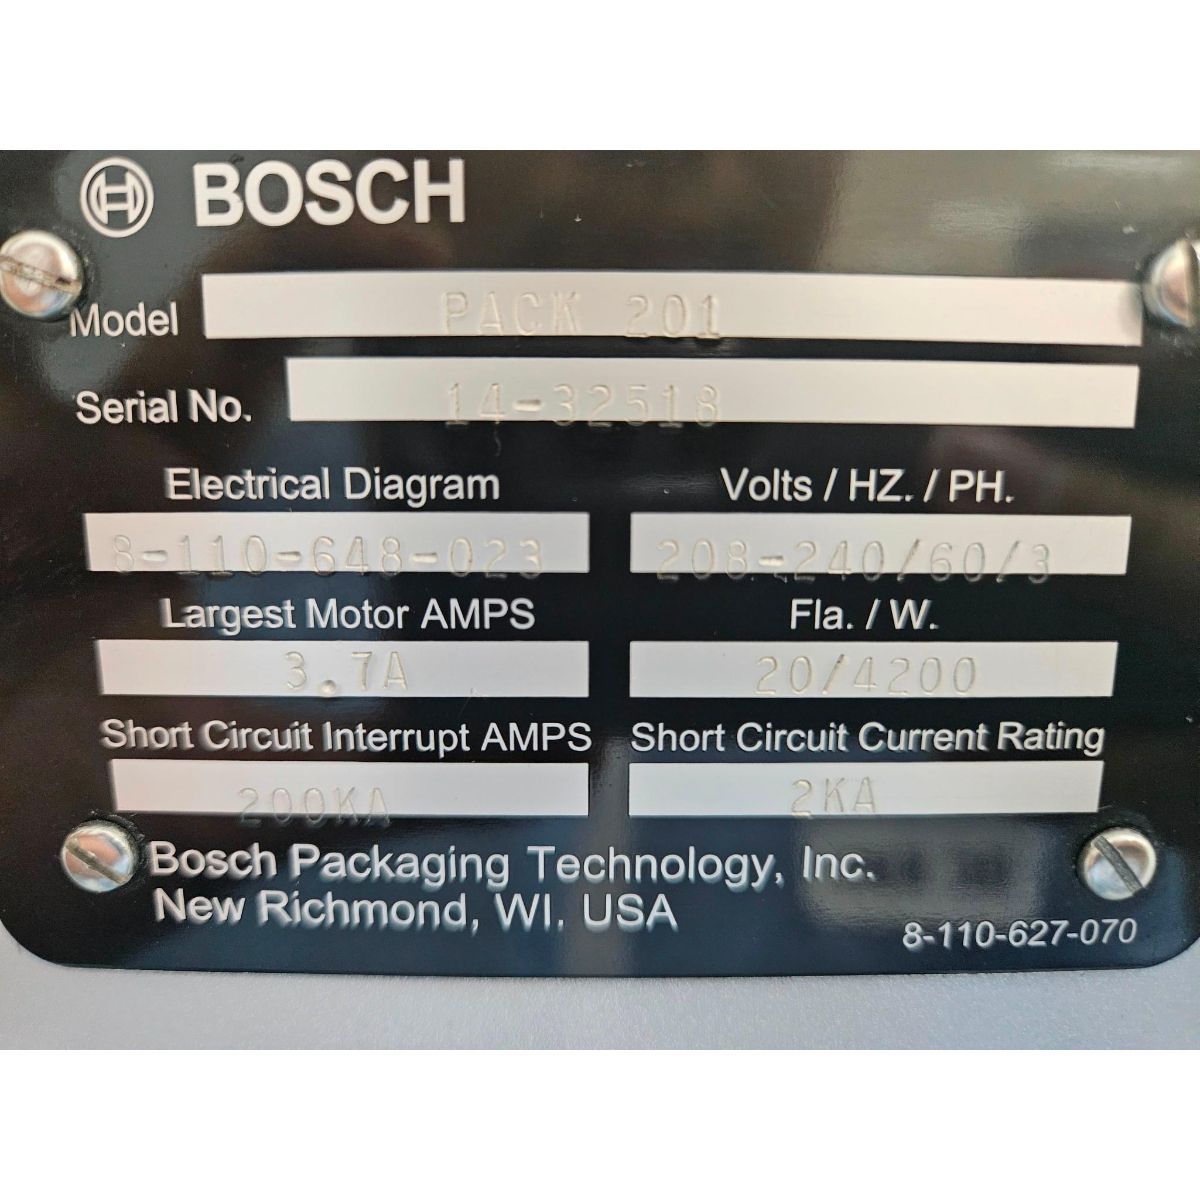 BOSCH
Model PACK 201
Serial No. 14-32518
Electrical Diagram Volts / HZ. / PH.
8-110-648-023 208-240/60/3
Largest Motor AMPS Fla. / W.
3.7A 20/4200
Short Circuit Interrupt AMPS Short Circuit Current Rating
200KA 2KA
Bosch Packaging Technology, Inc.
New Richmond, WI. USA
8-110-627-070